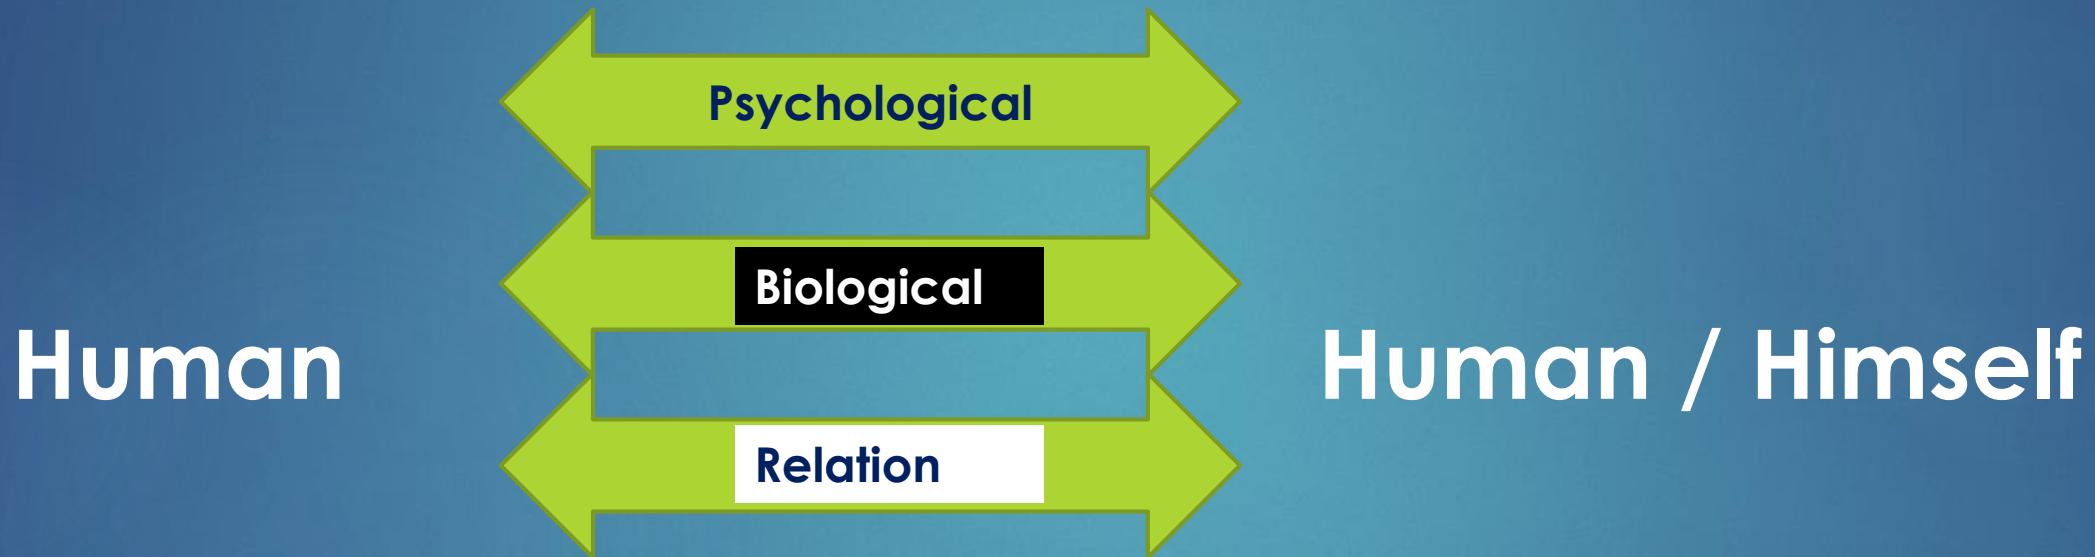 Psychological
Biological
Human
Human / Himself
Relation